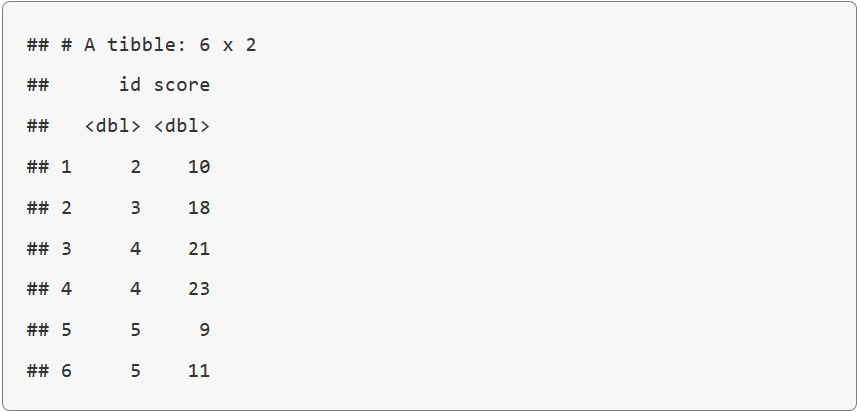 ## # A tibble: 6 x 2
##      id score
##   <dbl> <dbl>
## 1     2    10
## 2     3    18
## 3     4    21
## 4     4    23
## 5     5     9
## 6     5    11